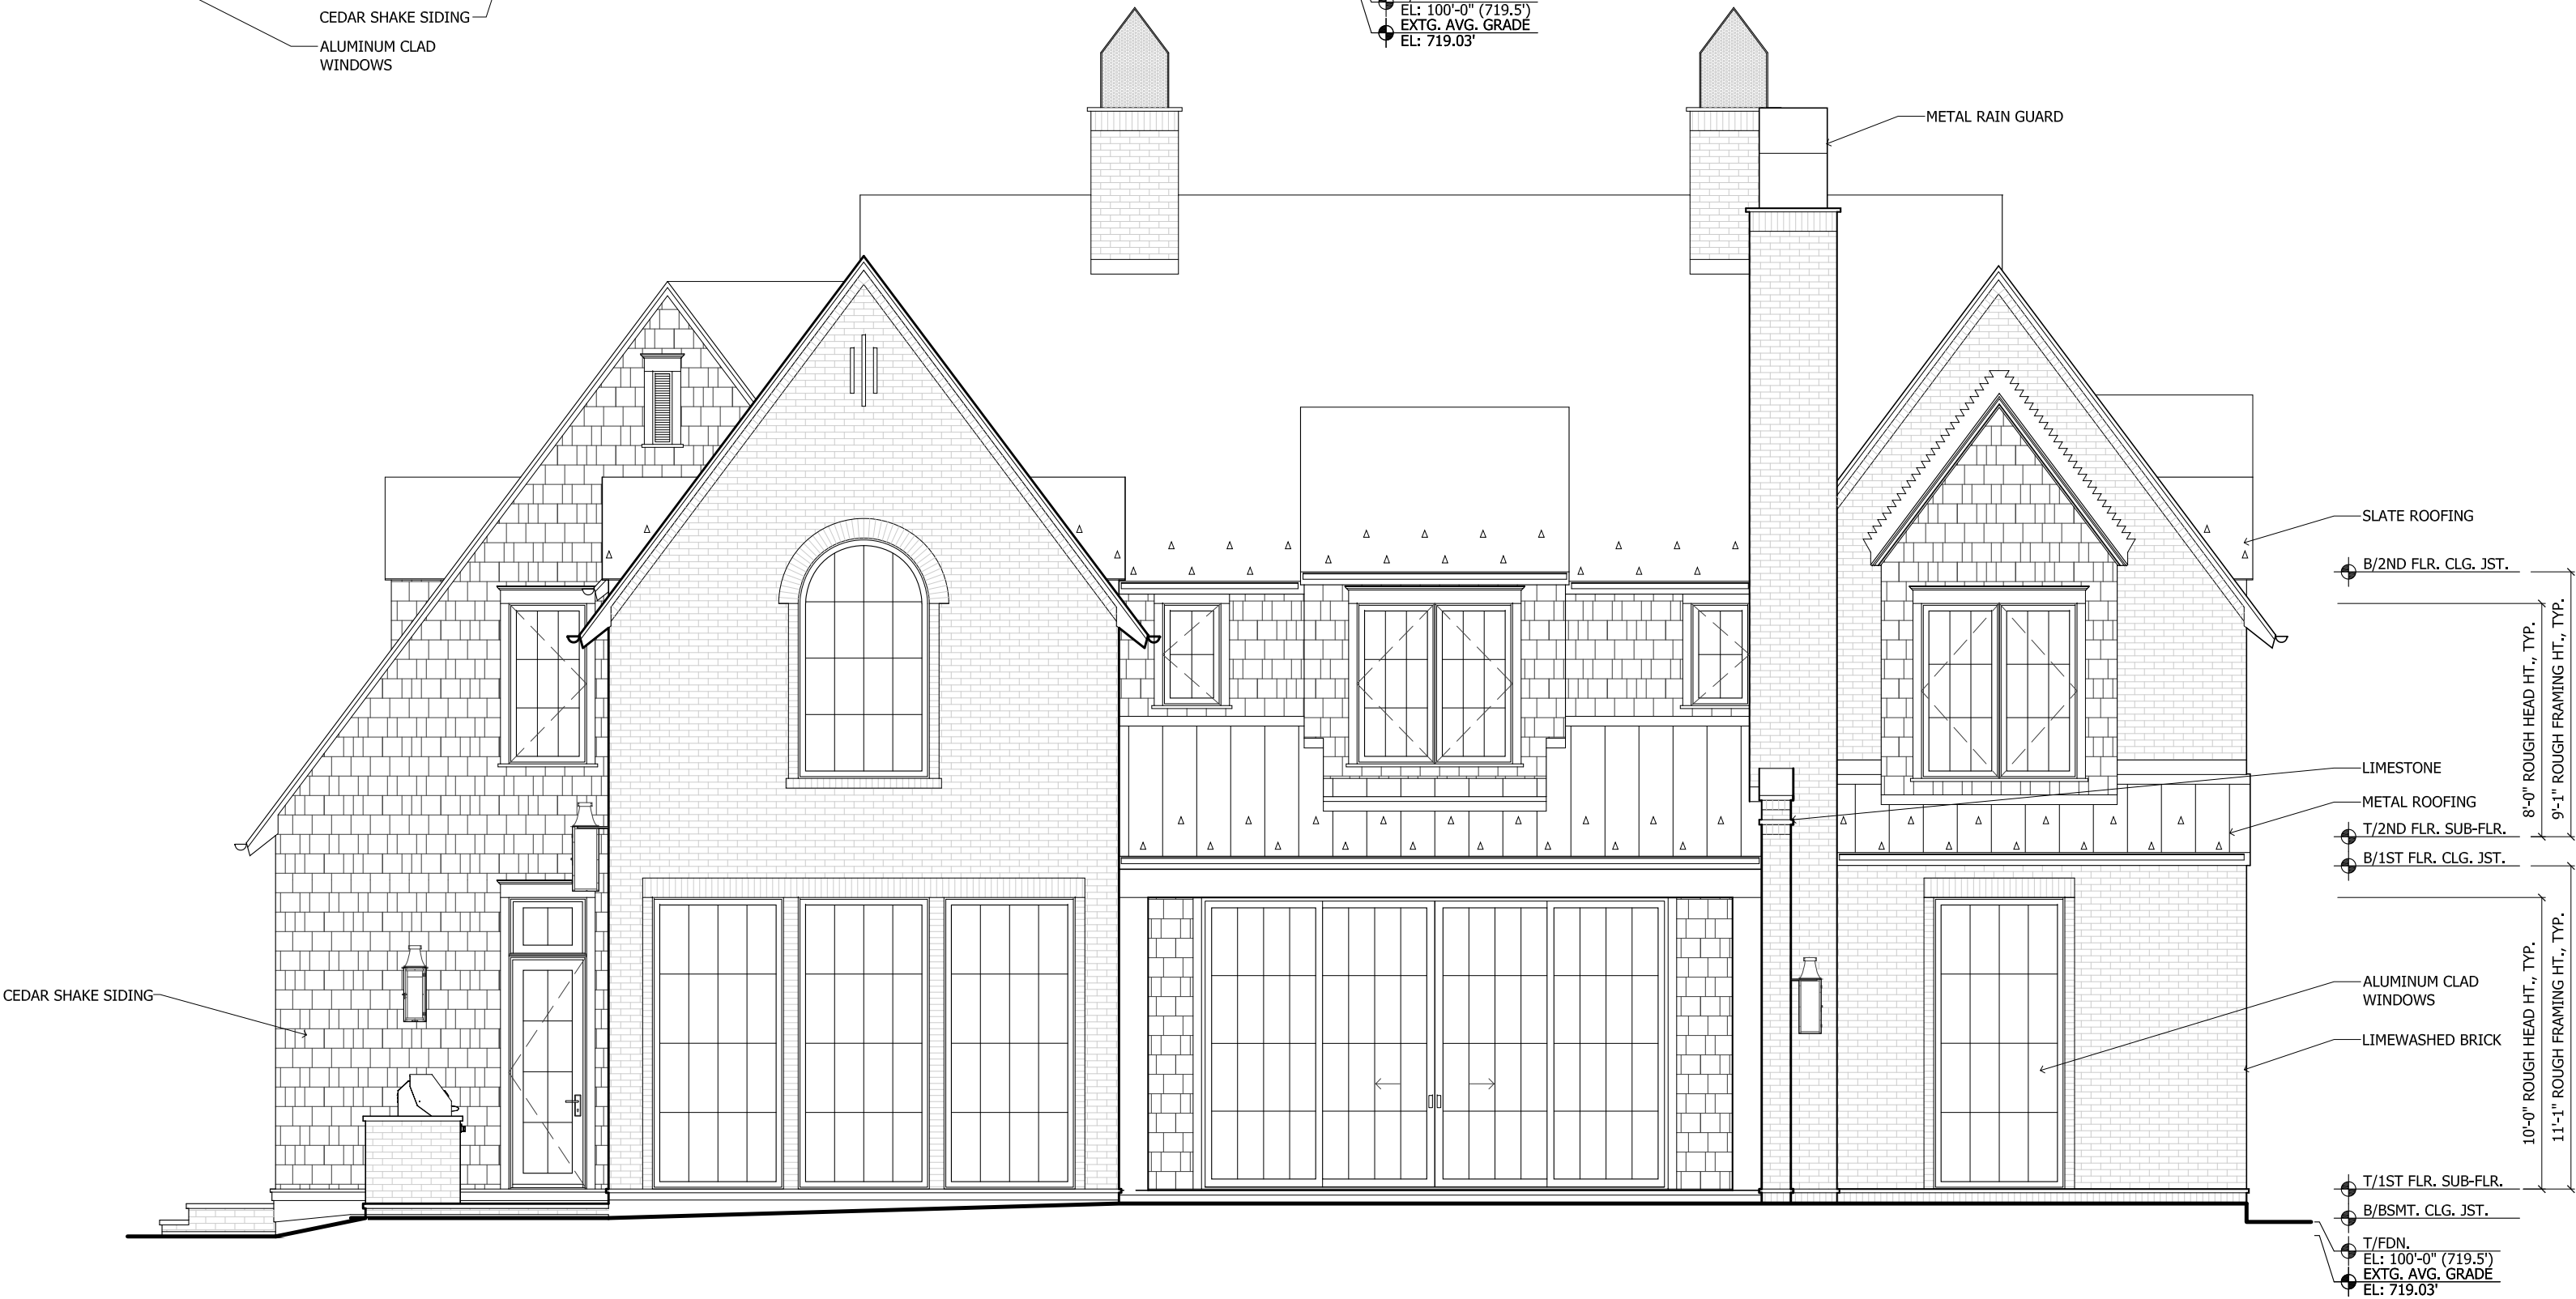 CEDAR SHAKE SIDING
ALUMINUM CLAD
WINDOWS
EL: 100'-0" (719.5')
EXTG. AVG. GRADE
EL: 719.03'
METAL RAIN GUARD
SLATE ROOFING
B/2ND FLR. CLG. JST.
8'-0" ROUGH HEAD HT., TYP.
9'-1" ROUGH FRAMING HT., TYP.
LIMESTONE
METAL ROOFING
T/2ND FLR. SUB-FLR.
B/1ST FLR. CLG. JST.
10'-0" ROUGH HEAD HT., TYP.
11'-1" ROUGH FRAMING HT., TYP.
CEDAR SHAKE SIDING
ALUMINUM CLAD
WINDOWS
LIMEWASHED BRICK
T/1ST FLR. SUB-FLR.
B/BSMT. CLG. JST.
T/FDN.
EL: 100'-0" (719.5')
EXTG. AVG. GRADE
EL: 719.03'